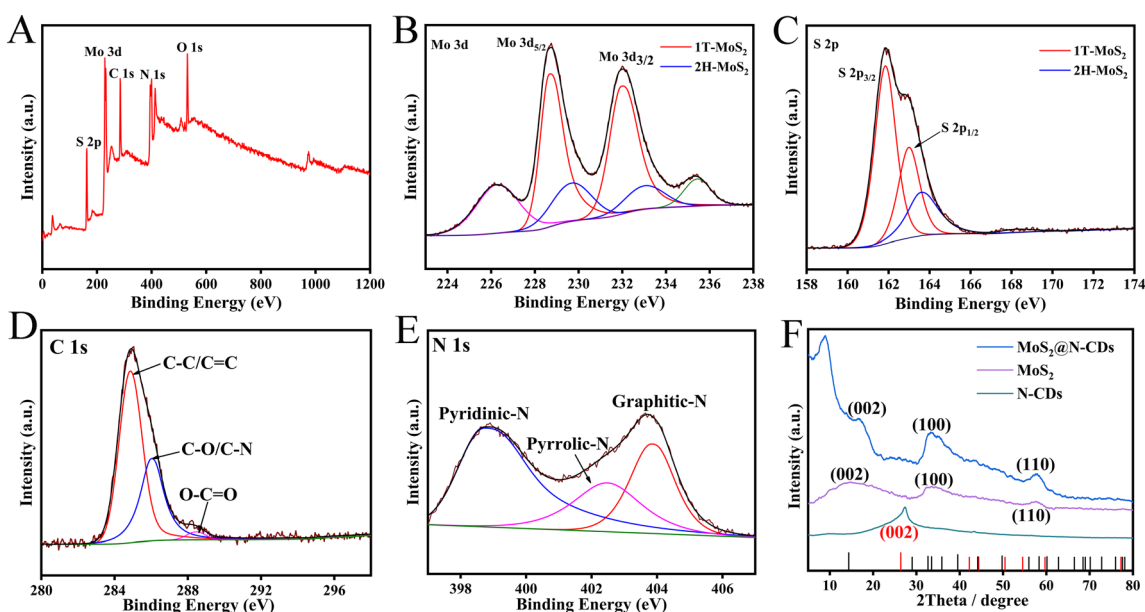 A
Mo 3d
O 1s
C 1s
N 1s
S 2p
Intensity (a.u.)
0 200 400 600 800 1000 1200
Binding Energy (eV)
B
Mo 3d
Mo 3d5/2
Mo 3d3/2
1T-MoS2
2H-MoS2
Intensity (a.u.)
224 226 228 230 232 234 236 238
Binding Energy (eV)
C
S 2p
S 2p3/2
S 2p1/2
1T-MoS2
2H-MoS2
Intensity (a.u.)
158 160 162 164 166 168 170 172 174
Binding Energy (eV)
D
C 1s
C-C/C=C
C-O/C-N
O-C=O
Intensity (a.u.)
280 284 288 292 296
Binding Energy (eV)
E
N 1s
Pyridinic-N
Pyrrolic-N
Graphitic-N
Intensity (a.u.)
398 400 402 404 406
Binding Energy (eV)
F
MoS2@N-CDs
MoS2
N-CDs
(002)
(100)
(110)
(002)
(100)
(110)
(002)
Intensity (a.u.)
10 20 30 40 50 60 70 80
2Theta / degree